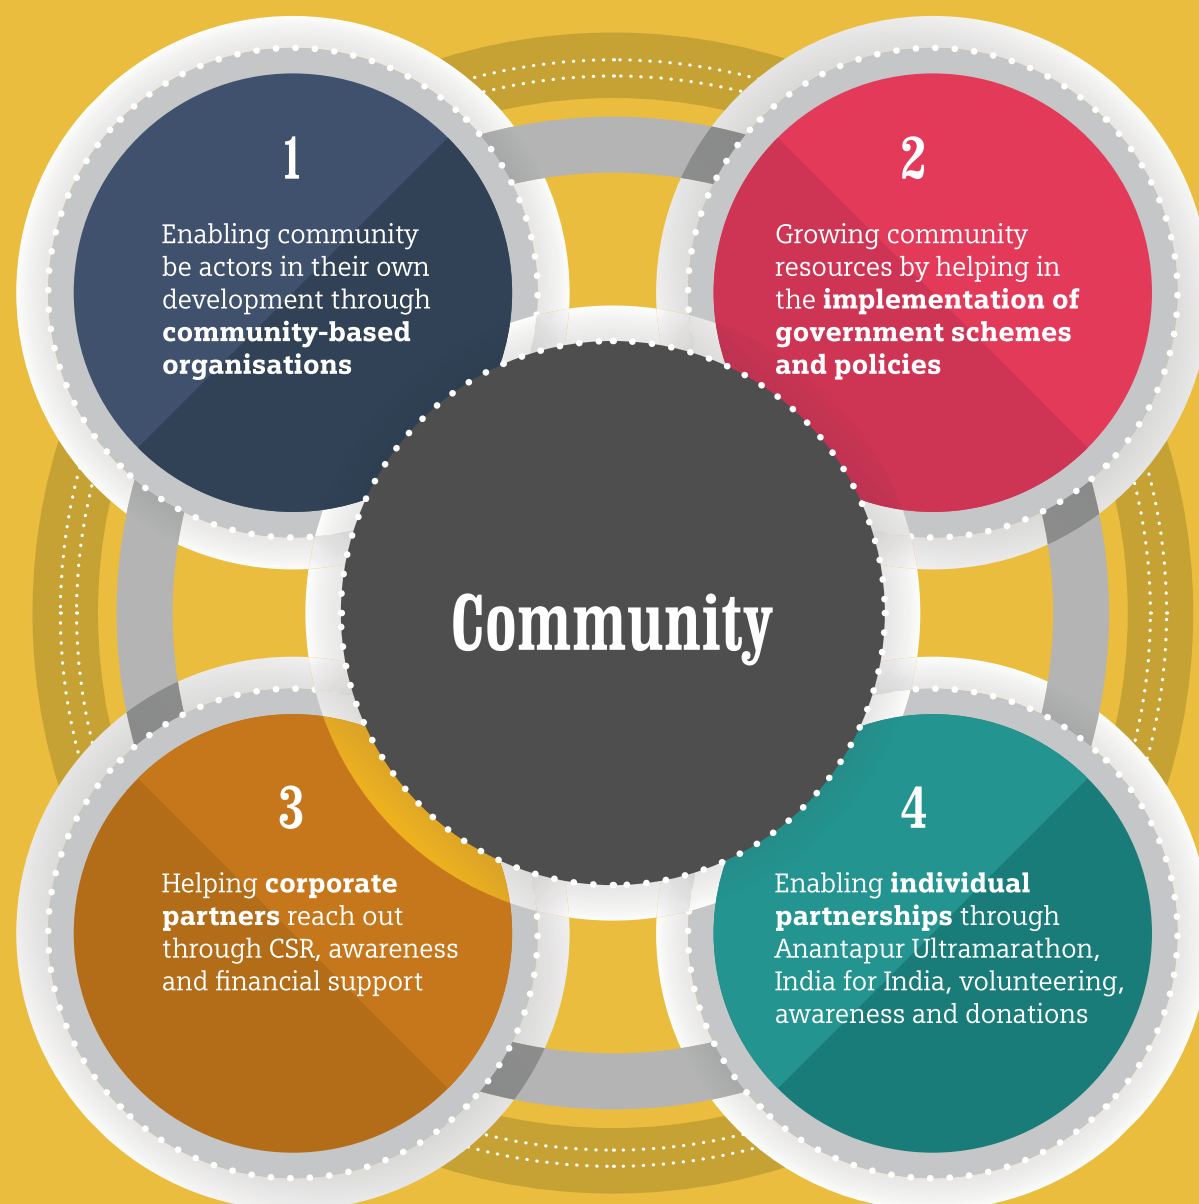 1
Enabling community
be actors in their own
development through
community-based
organisations
2
Growing community
resources by helping in
the implementation of
government schemes
and policies
Community
3
Helping corporate
partners reach out
through CSR, awareness
and financial support
4
Enabling individual
partnerships through
Anantapur Ultramarathon,
India for India, volunteering,
awareness and donations